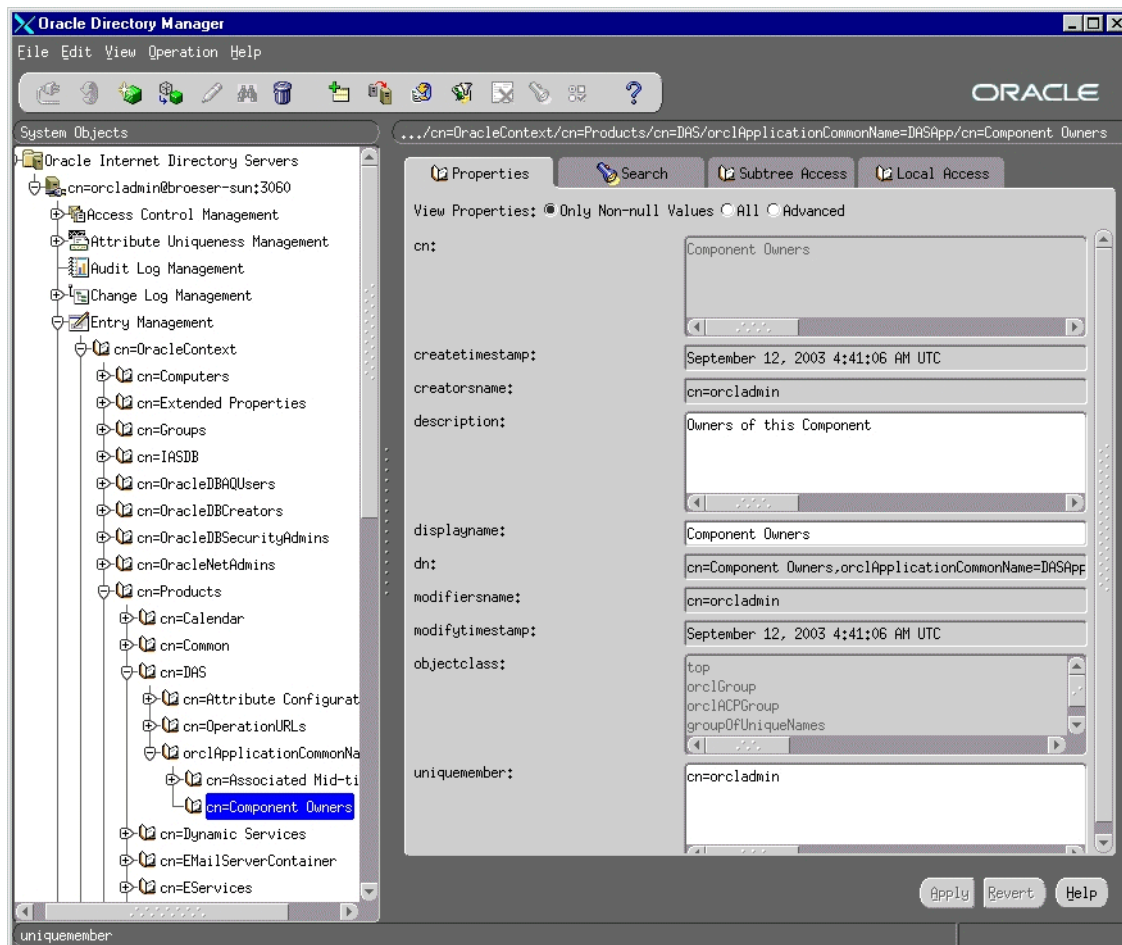 Oracle Directory Manager
File Edit View Operation Help
ORACLE
System Objects
.../cn=OracleContext/cn=Products/cn=DAS/orclApplicationCommonName=DASApp/cn=Component Owners
Oracle Internet Directory Servers
cn=orcladmin@broeser-sun:3060
Access Control Management
Attribute Uniqueness Management
Audit Log Management
Change Log Management
Entry Management
cn=OracleContext
cn=Computers
cn=Extended Properties
cn=Groups
cn=IASDB
cn=OracleDBAQUsers
cn=OracleDBCreators
cn=OracleDBSecurityAdmins
cn=OracleNetAdmins
cn=Products
cn=Calendar
cn=Common
cn=DAS
cn=Attribute Configurat
cn=OperationURLs
orclApplicationCommonNa
cn=Associated Mid-ti
cn=Component Owners
cn=Dynamic Services
cn=EMailServerContainer
cn=EServices
Properties Search Subtree Access Local Access
View Properties: Only Non-null Values All Advanced
cn: Component Owners
createtimestamp: September 12, 2003 4:41:06 AM UTC
creatorsname: cn=orcladmin
description: Owners of this Component
displayname: Component Owners
dn: cn=Component Owners,orclApplicationCommonName=DASApp
modifiersname: cn=orcladmin
modifytimestamp: September 12, 2003 4:41:06 AM UTC
objectclass: top
orclGroup
orclACPGroup
groupOfUniqueNames
uniquemember: cn=orcladmin
Apply Revert Help
uniquemember